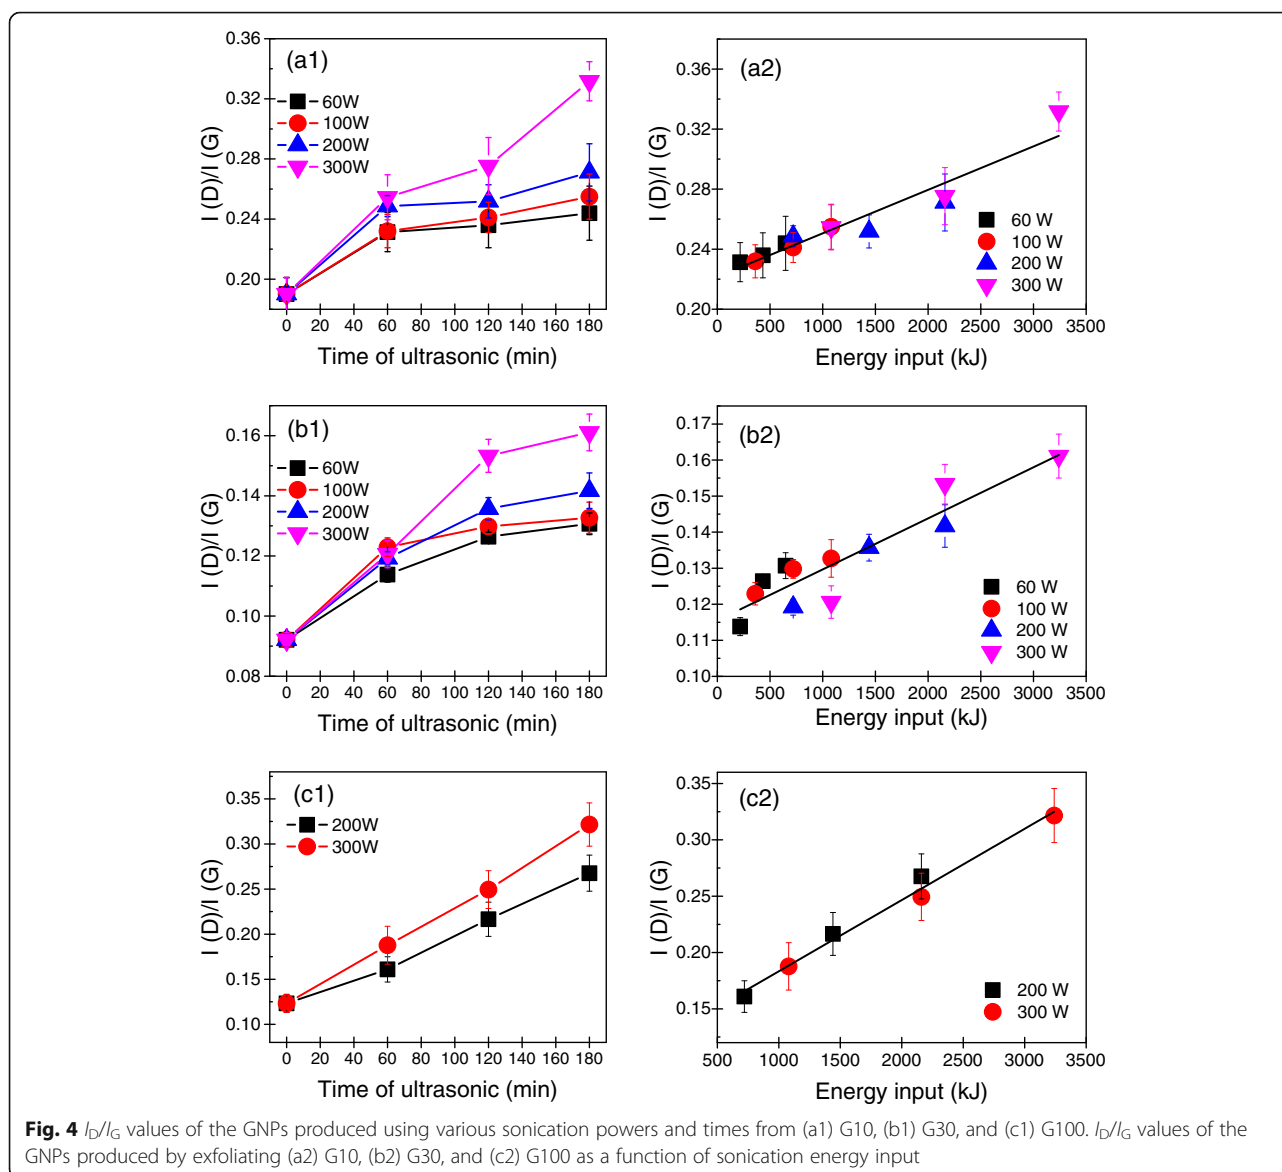 (a1)
0.36
0.32
0.28
0.24
0.20
I (D)/I (G)
60W
100W
200W
300W
0 20 40 60 80 100 120 140 160 180
Time of ultrasonic (min)
(a2)
0.36
0.32
0.28
0.24
0.20
I (D)/I (G)
60 W
100 W
200 W
300 W
0 500 1000 1500 2000 2500 3000 3500
Energy input (kJ)
(b1)
0.16
0.14
0.12
0.10
0.08
I (D)/I (G)
60W
100W
200W
300W
0 20 40 60 80 100 120 140 160 180
Time of ultrasonic (min)
(b2)
0.17
0.16
0.15
0.14
0.13
0.12
0.11
0.10
I (D)/I (G)
60 W
100 W
200 W
300 W
0 500 1000 1500 2000 2500 3000 3500
Energy input (kJ)
(c1)
0.35
0.30
0.25
0.20
0.15
0.10
I (D)/I (G)
200W
300W
0 20 40 60 80 100 120 140 160 180
Time of ultrasonic (min)
(c2)
0.35
0.30
0.25
0.20
0.15
I (D)/I (G)
200 W
300 W
500 1000 1500 2000 2500 3000 3500
Energy input (kJ)
Fig. 4 I_D/I_G values of the GNPs produced using various sonication powers and times from (a1) G10, (b1) G30, and (c1) G100. I_D/I_G values of the
GNPs produced by exfoliating (a2) G10, (b2) G30, and (c2) G100 as a function of sonication energy input